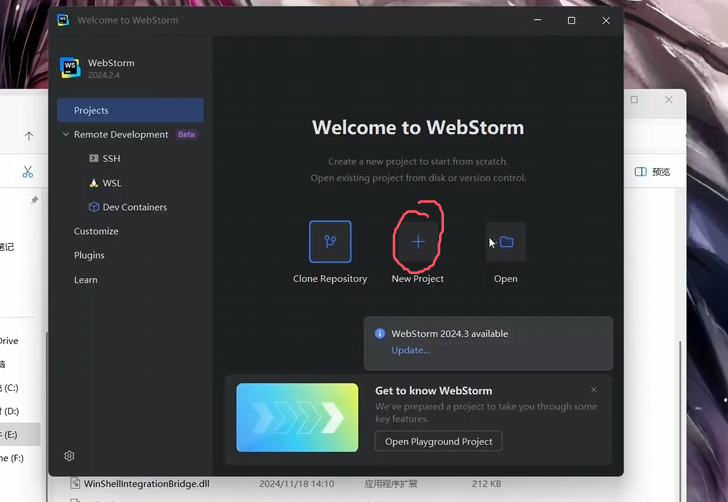 Welcome to WebStorm
WebStorm
2024.2.4
Projects
Remote Development Beta
SSH
WSL
Dev Containers
Customize
Plugins
Learn
Welcome to WebStorm
Create a new project to start from scratch.
Open existing project from disk or version control.
Clone Repository
New Project
Open
WebStorm 2024.3 available
Update...
Get to know WebStorm
We've prepared a project to take you through some
key features.
Open Playground Project
预览
笔记
Drive
(C:)
(D:)
(E:)
ne (F:)
WinShellIntegrationBridge.dll 2024/11/18 14:10 应用程序扩展 212 KB